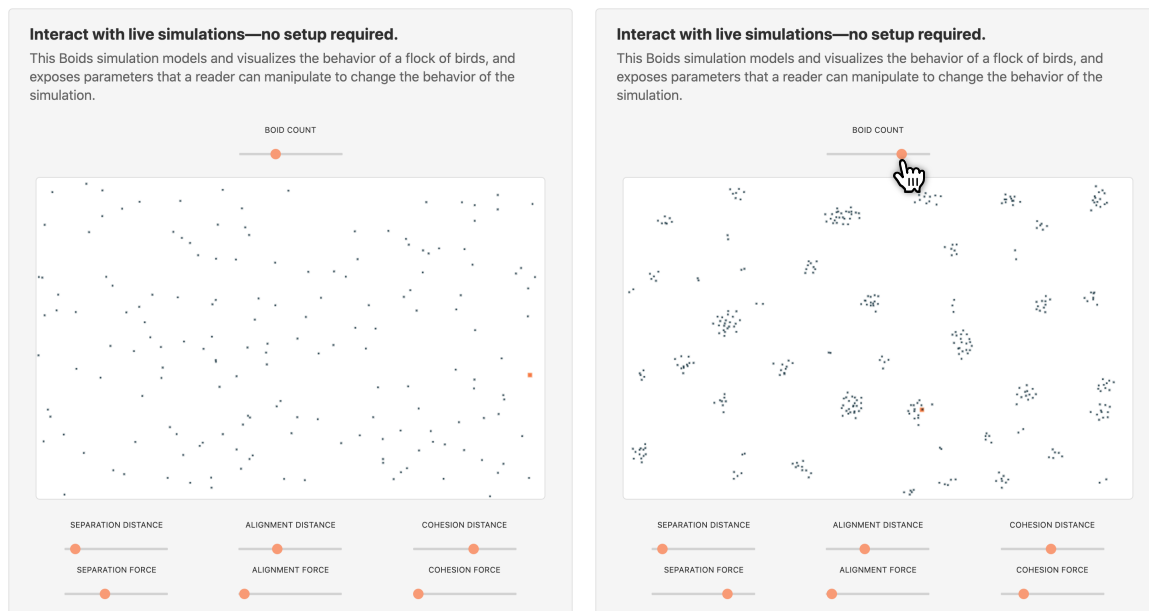 Interact with live simulations—no setup required.
This Boids simulation models and visualizes the behavior of a flock of birds, and
exposes parameters that a reader can manipulate to change the behavior of the
simulation.
BOID COUNT
SEPARATION DISTANCE
ALIGNMENT DISTANCE
COHESION DISTANCE
SEPARATION FORCE
ALIGNMENT FORCE
COHESION FORCE
Interact with live simulations—no setup required.
This Boids simulation models and visualizes the behavior of a flock of birds, and
exposes parameters that a reader can manipulate to change the behavior of the
simulation.
BOID COUNT
SEPARATION DISTANCE
ALIGNMENT DISTANCE
COHESION DISTANCE
SEPARATION FORCE
ALIGNMENT FORCE
COHESION FORCE